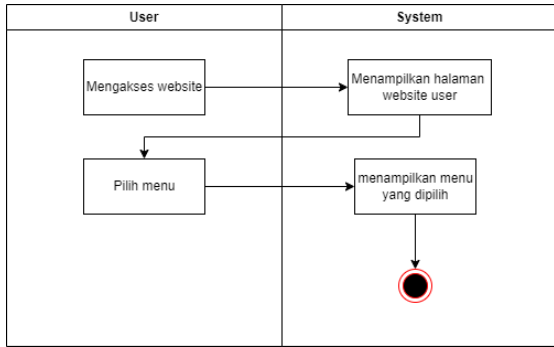 User
System
Mengakses website
Menampilkan halaman
website user
Pilih menu
menampilkan menu
yang dipilih